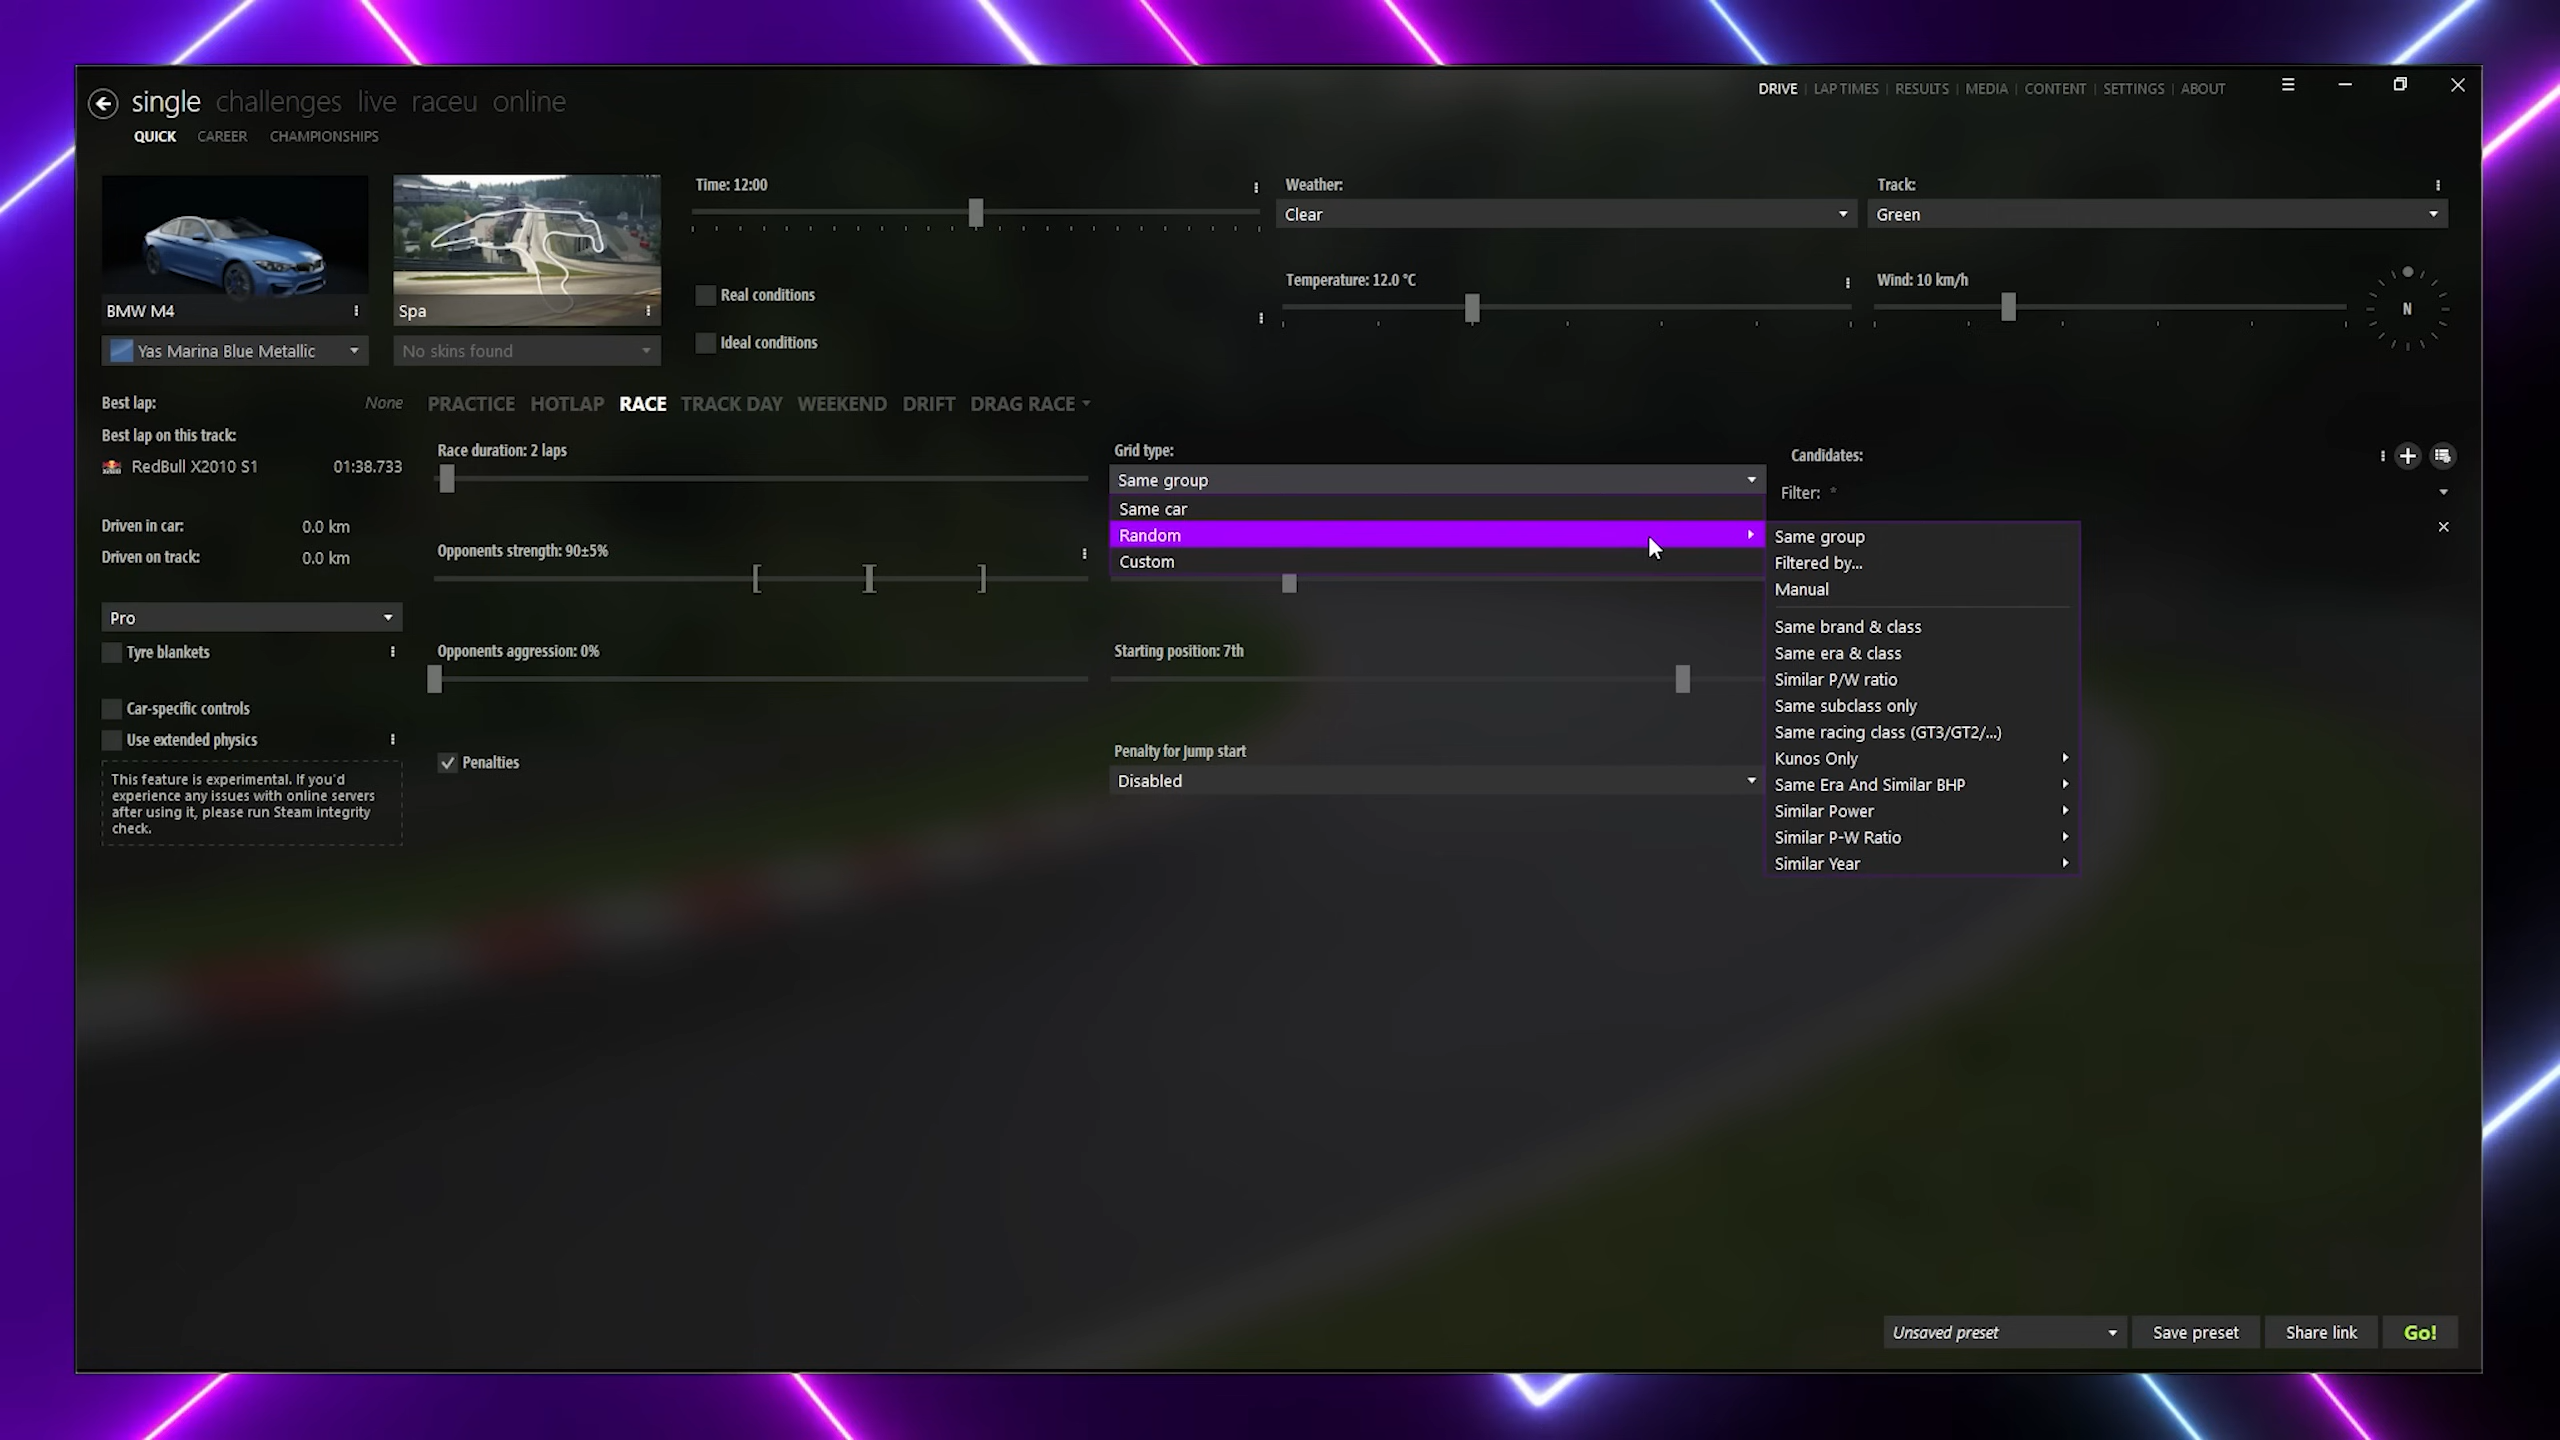 single challenges live raceu online
DRIVE | LAP TIMES | RESULTS | MEDIA | CONTENT | SETTINGS | ABOUT
QUICK CAREER CHAMPIONSHIPS
BMW M4
Yas Marina Blue Metallic
Spa
No skins found
Time: 12:00
Real conditions
Ideal conditions
Weather:
Clear
Temperature: 12.0 °C
Track:
Green
Wind: 10 km/h
N
Best lap: None
Best lap on this track:
RedBull X2010 S1 01:38.733
Driven in car: 0.0 km
Driven on track: 0.0 km
Pro
Tyre blankets
Car-specific controls
Use extended physics
This feature is experimental. If you'd
experience any issues with online servers
after using it, please run Steam integrity
check.
PRACTICE HOTLAP RACE TRACK DAY WEEKEND DRIFT DRAG RACE
Race duration: 2 laps
Opponents strength: 90±5%
Opponents aggression: 0%
Penalties
Grid type:
Same group
Same car
Random
Custom
Starting position: 7th
Penalty for jump start
Disabled
Candidates:
Filter: *
Same group
Filtered by...
Manual
Same brand & class
Same era & class
Similar P/W ratio
Same subclass only
Same racing class (GT3/GT2/...)
Kunos Only
Same Era And Similar BHP
Similar Power
Similar P-W Ratio
Similar Year
Unsaved preset
Save preset
Share link
Go!